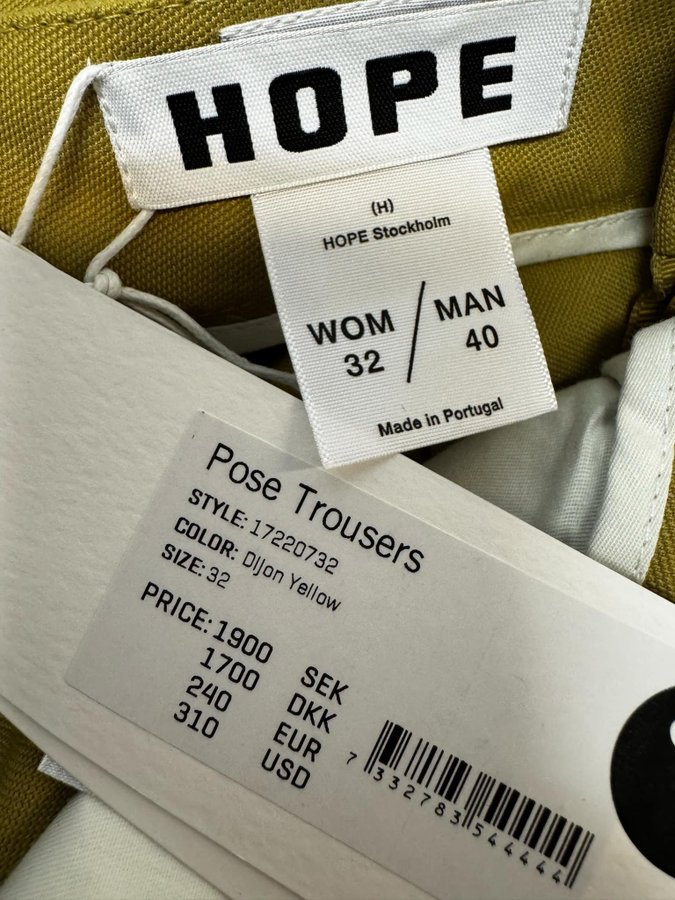 HOPE
(H)
HOPE Stockholm
WOM / MAN
32 40
Made in Portugal
Pose Trousers
STYLE: 17220732
COLOR: Dijon Yellow
SIZE: 32
PRICE: 1900 SEK
1700 DKK
240 EUR
310 USD
7 332783 544444